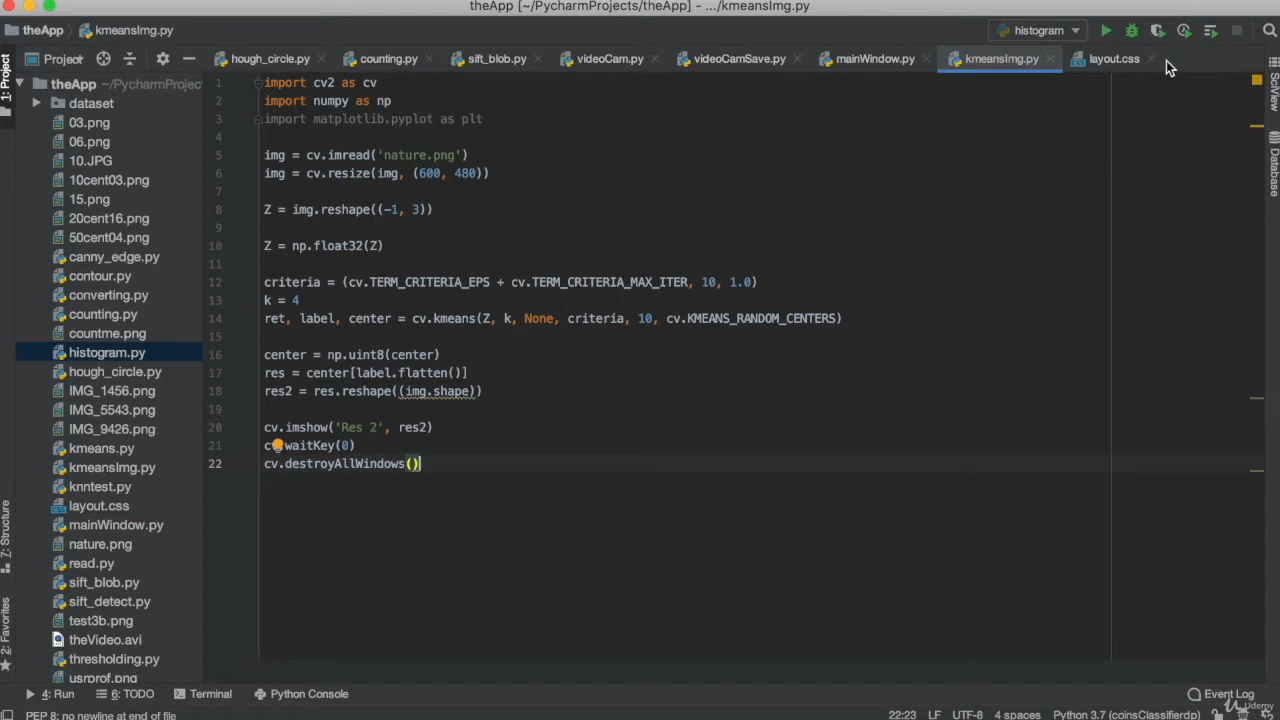 theApp [~/PycharmProjects/theApp] - .../kmeansImg.py
theApp
kmeansImg.py
histogram
Project
hough_circle.py
counting.py
sift_blob.py
videoCam.py
videoCamSave.py
mainWindow.py
kmeansImg.py
layout.css
1: Project
7: Structure
2: Favorites
SciView
Database
theApp ~/PycharmProjec
dataset
03.png
06.png
10.JPG
10cent03.png
15.png
20cent16.png
50cent04.png
canny_edge.py
contour.py
converting.py
counting.py
countme.png
histogram.py
hough_circle.py
IMG_1456.png
IMG_5543.png
IMG_9426.png
kmeans.py
kmeansImg.py
knntest.py
layout.css
mainWindow.py
nature.png
read.py
sift_blob.py
sift_detect.py
test3b.png
theVideo.avi
thresholding.py
usrprof.png
1 import cv2 as cv
2 import numpy as np
3 import matplotlib.pyplot as plt
4
5 img = cv.imread('nature.png')
6 img = cv.resize(img, (600, 480))
7
8 Z = img.reshape((-1, 3))
9
10 Z = np.float32(Z)
11
12 criteria = (cv.TERM_CRITERIA_EPS + cv.TERM_CRITERIA_MAX_ITER, 10, 1.0)
13 k = 4
14 ret, label, center = cv.kmeans(Z, k, None, criteria, 10, cv.KMEANS_RANDOM_CENTERS)
15
16 center = np.uint8(center)
17 res = center[label.flatten()]
18 res2 = res.reshape((img.shape))
19
20 cv.imshow('Res 2', res2)
21 cv.waitKey(0)
22 cv.destroyAllWindows()
4: Run
6: TODO
Terminal
Python Console
Event Log
PEP 8: no newline at end of file
22:23 LF UTF-8 4 spaces Python 3.7 (coinsClassifierdp)
Udemy